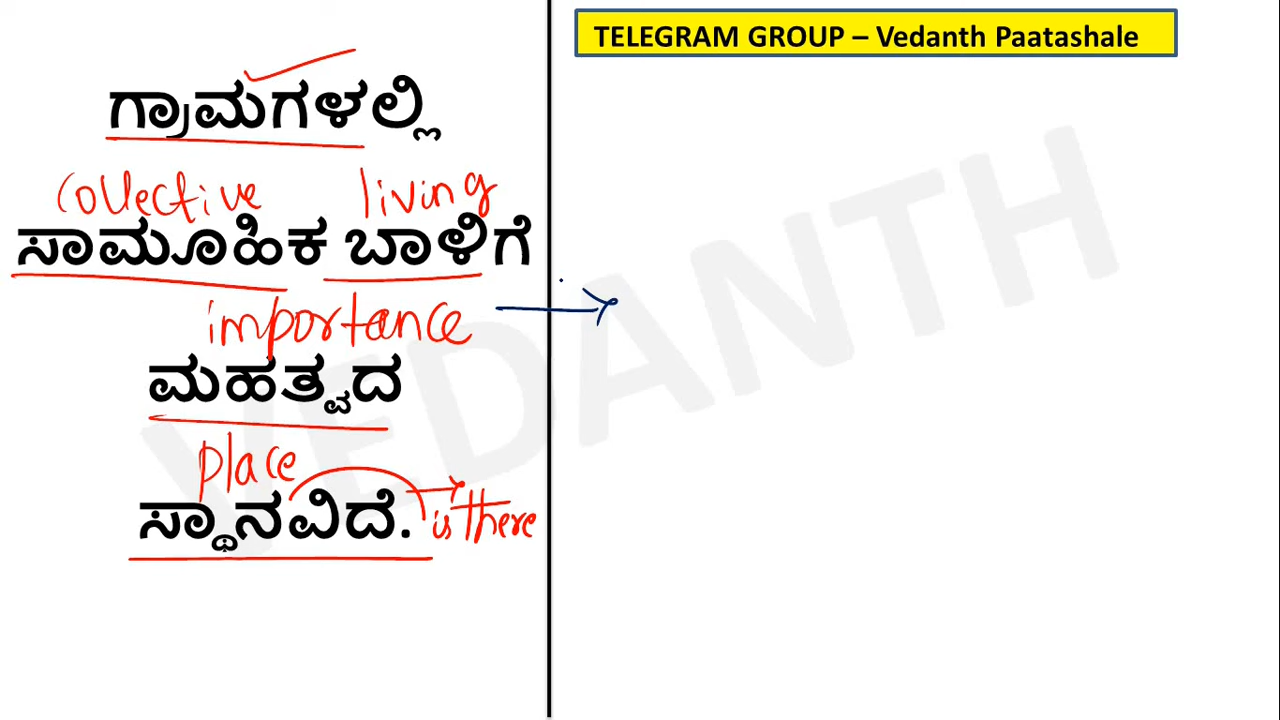 TELEGRAM GROUP – Vedanth Paatashale
ಗ್ರಾಮಗಳಲ್ಲಿ
collective living
ಸಾಮೂಹಿಕ ಬಾಳಿಗೆ
importance
ಮಹತ್ವದ
place
ಸ್ಥಾನವಿದೆ.
is there
VEDANTH